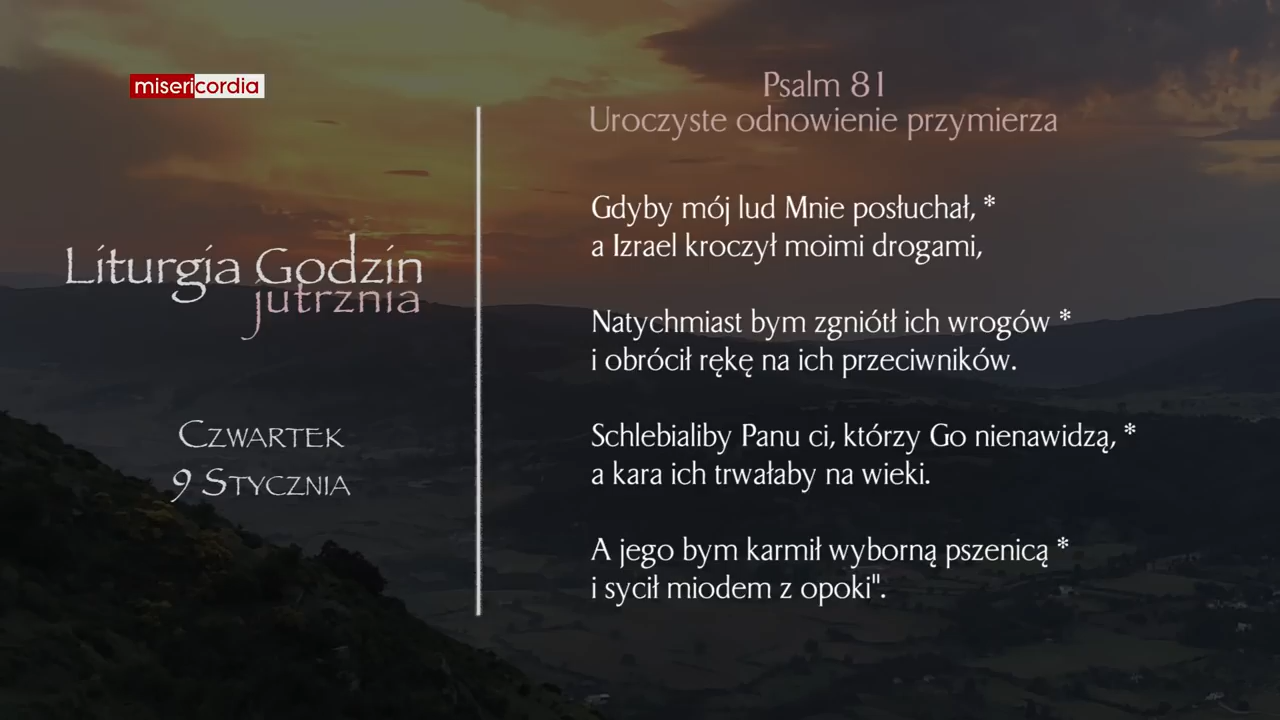 misericordia
Liturgia Godzin
jutrznia
Czwartek
9 Stycznia
Psalm 81
Uroczyste odnowienie przymierza
Gdyby mój lud Mnie posłuchał, *
a Izrael kroczył moimi drogami,
Natychmiast bym zgniótł ich wrogów *
i obrócił rękę na ich przeciwników.
Schlebialiby Panu ci, którzy Go nienawidzą, *
a kara ich trwałaby na wieki.
A jego bym karmił wyborną pszenicą *
i sycił miodem z opoki".